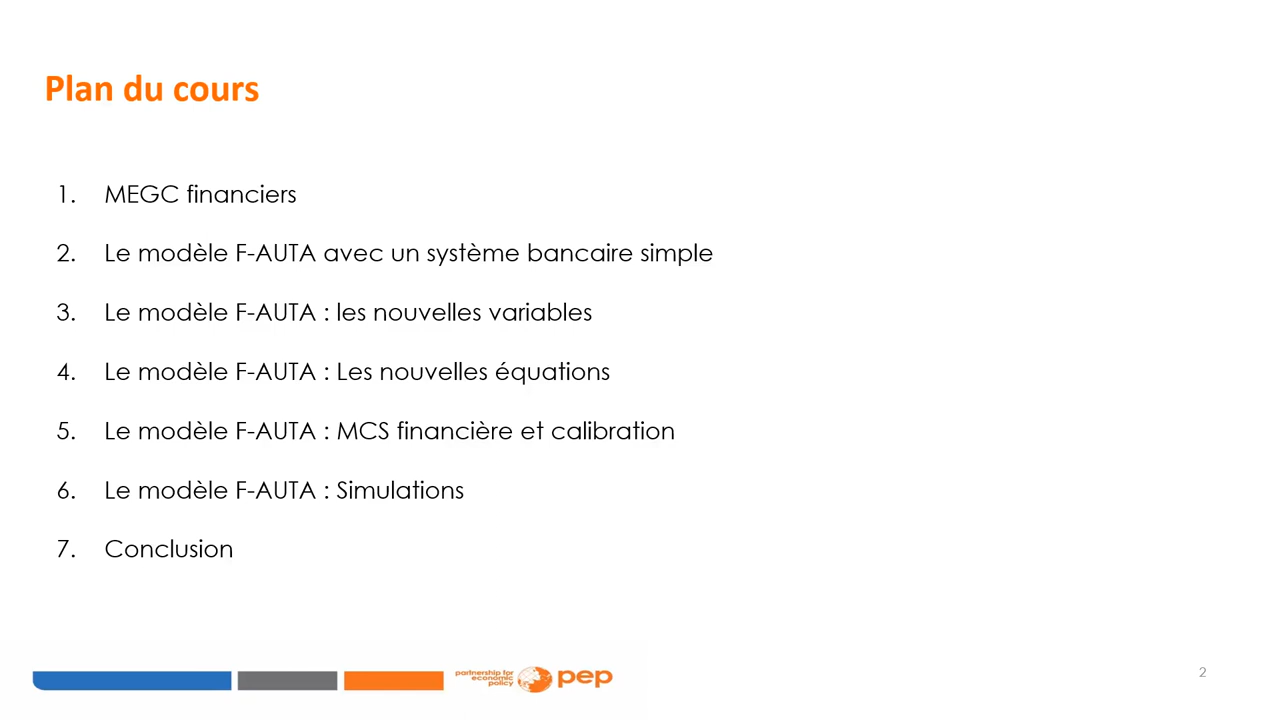 Plan du cours
1. MEGC financiers
2. Le modèle F-AUTA avec un système bancaire simple
3. Le modèle F-AUTA : les nouvelles variables
4. Le modèle F-AUTA : Les nouvelles équations
5. Le modèle F-AUTA : MCS financière et calibration
6. Le modèle F-AUTA : Simulations
7. Conclusion
partnership for
economic
policy
pep
2